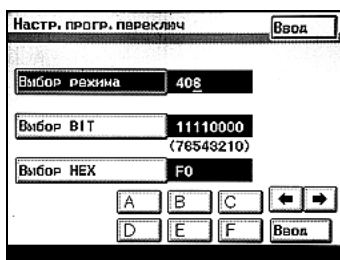 Настр. прогр. переключ
Ввод
Выбор режима 408
Выбор BIT 11110000
(76543210)
Выбор HEX F0
A B C ← →
D E F Ввод